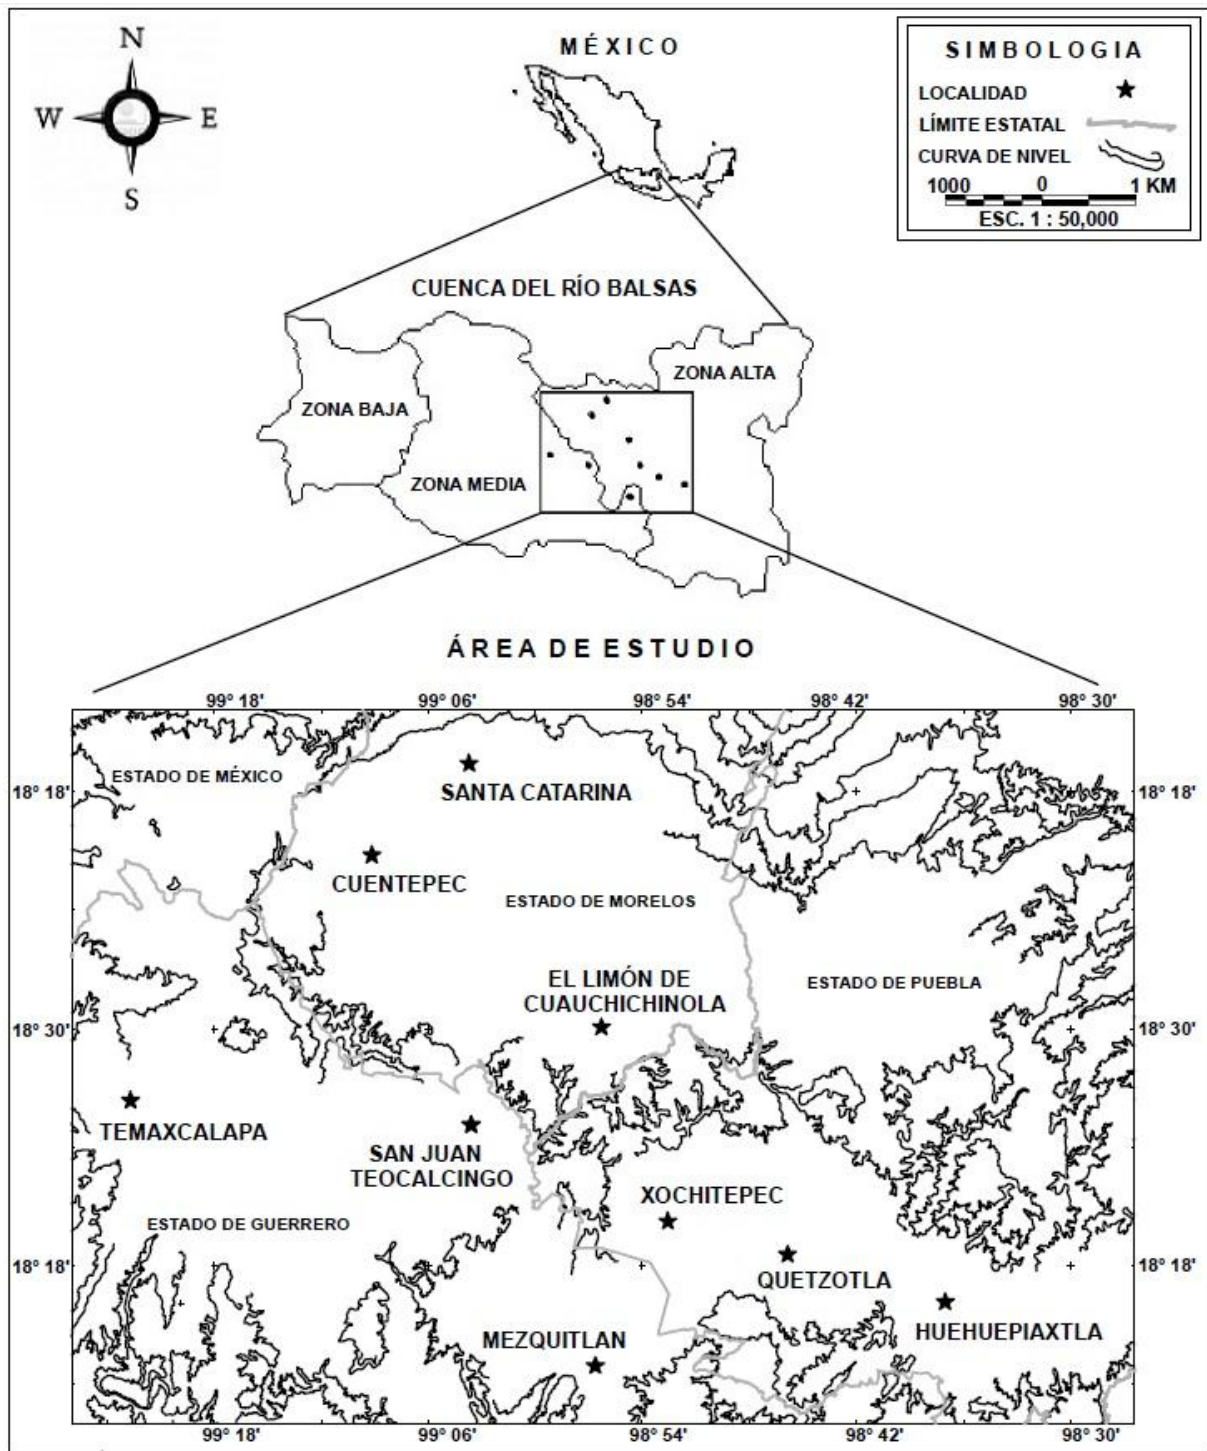 N
W E
S
MÉXICO
SIMBOLOGIA
LOCALIDAD
LÍMITE ESTATAL
CURVA DE NIVEL
1000 0 1 KM
ESC. 1 : 50,000
CUENCA DEL RÍO BALSAS
ZONA ALTA
ZONA BAJA
ZONA MEDIA
ÁREA DE ESTUDIO
99° 18' 99° 06' 98° 54' 98° 42' 98° 30'
ESTADO DE MÉXICO
18° 18' 18° 18'
SANTA CATARINA
CUENTEPEC
ESTADO DE MORELOS
EL LIMÓN DE
CUAUCHICHINOLA
ESTADO DE PUEBLA
18° 30' 18° 30'
TEMAXCALAPA
SAN JUAN
TEOCALCINGO
XOCHITEPEC
ESTADO DE GUERRERO
18° 18' 18° 18'
QUETZOTLA
MEZQUITLAN
HUEHUEPIAXTLA
99° 18' 99° 06' 98° 54' 98° 42' 98° 30'